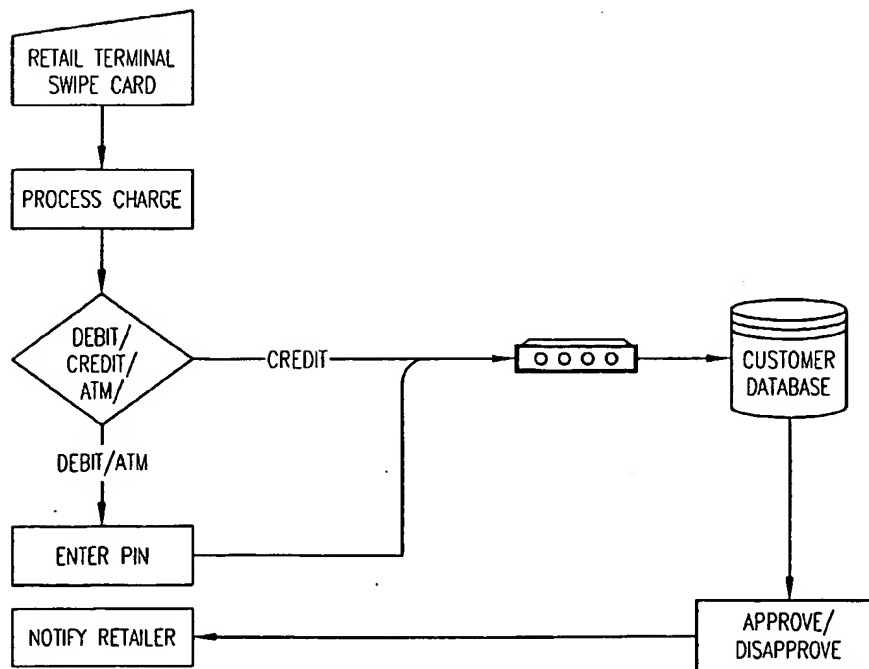 RETAIL TERMINAL
SWIPE CARD
PROCESS CHARGE
DEBIT/
CREDIT/
ATM/
CREDIT
CUSTOMER
DATABASE
DEBIT/ATM
ENTER PIN
NOTIFY RETAILER
APPROVE/
DISAPPROVE